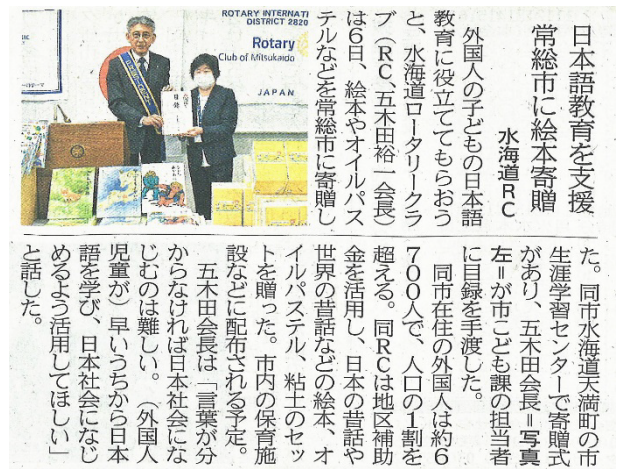 日本語教育を支援
常総市に絵本寄贈
水海道RC
外国人の子どもの日本語
教育に役立ててもらおう
と、水海道ロータリークラ
ブ(RC、五木田裕一会長)
は6日、絵本やオイルパス
テルなどを常総市に寄贈し
た。同市水海道天満町の市
生涯学習センターで寄贈式
があり、五木田会長=写真
左=が市こども課の担当者
に目録を手渡した。
同市在住の外国人は約6
700人で、人口の1割を
超える。同RCは地区補助
金を活用し、日本の昔話や
世界の昔話などの絵本、オ
イルパステル、粘土のセッ
トを贈った。市内の保育施
設などに配布される予定。
五木田会長は「言葉が分
からなければ日本社会にな
じむのは難しい。(外国人
児童が)早いうちから日本
語を学び、日本社会になじ
めるよう活用してほしい」
と話した。
ROTARY INTERNATI
DISTRICT 2820
Rotary
Club of Mitsukaido
JAPAN
目録